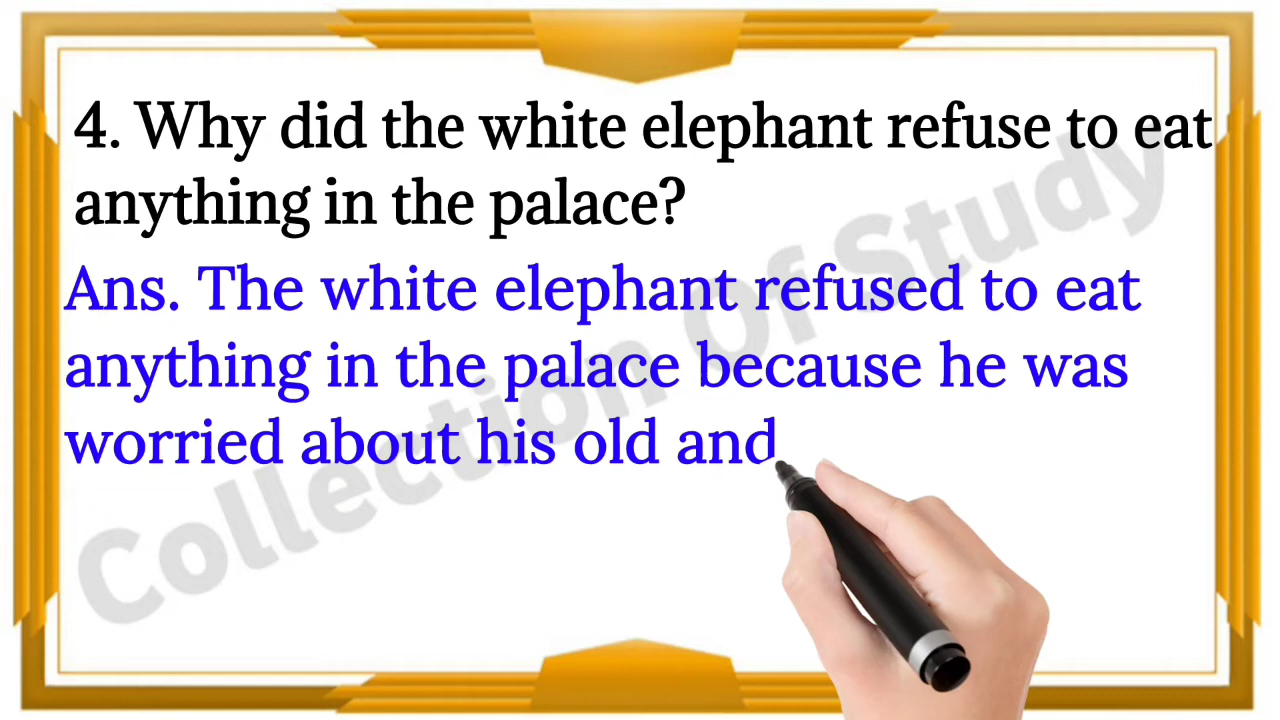 4. Why did the white elephant refuse to eat
anything in the palace?
Ans. The white elephant refused to eat
anything in the palace because he was
worried about his old and
Collection Of Study